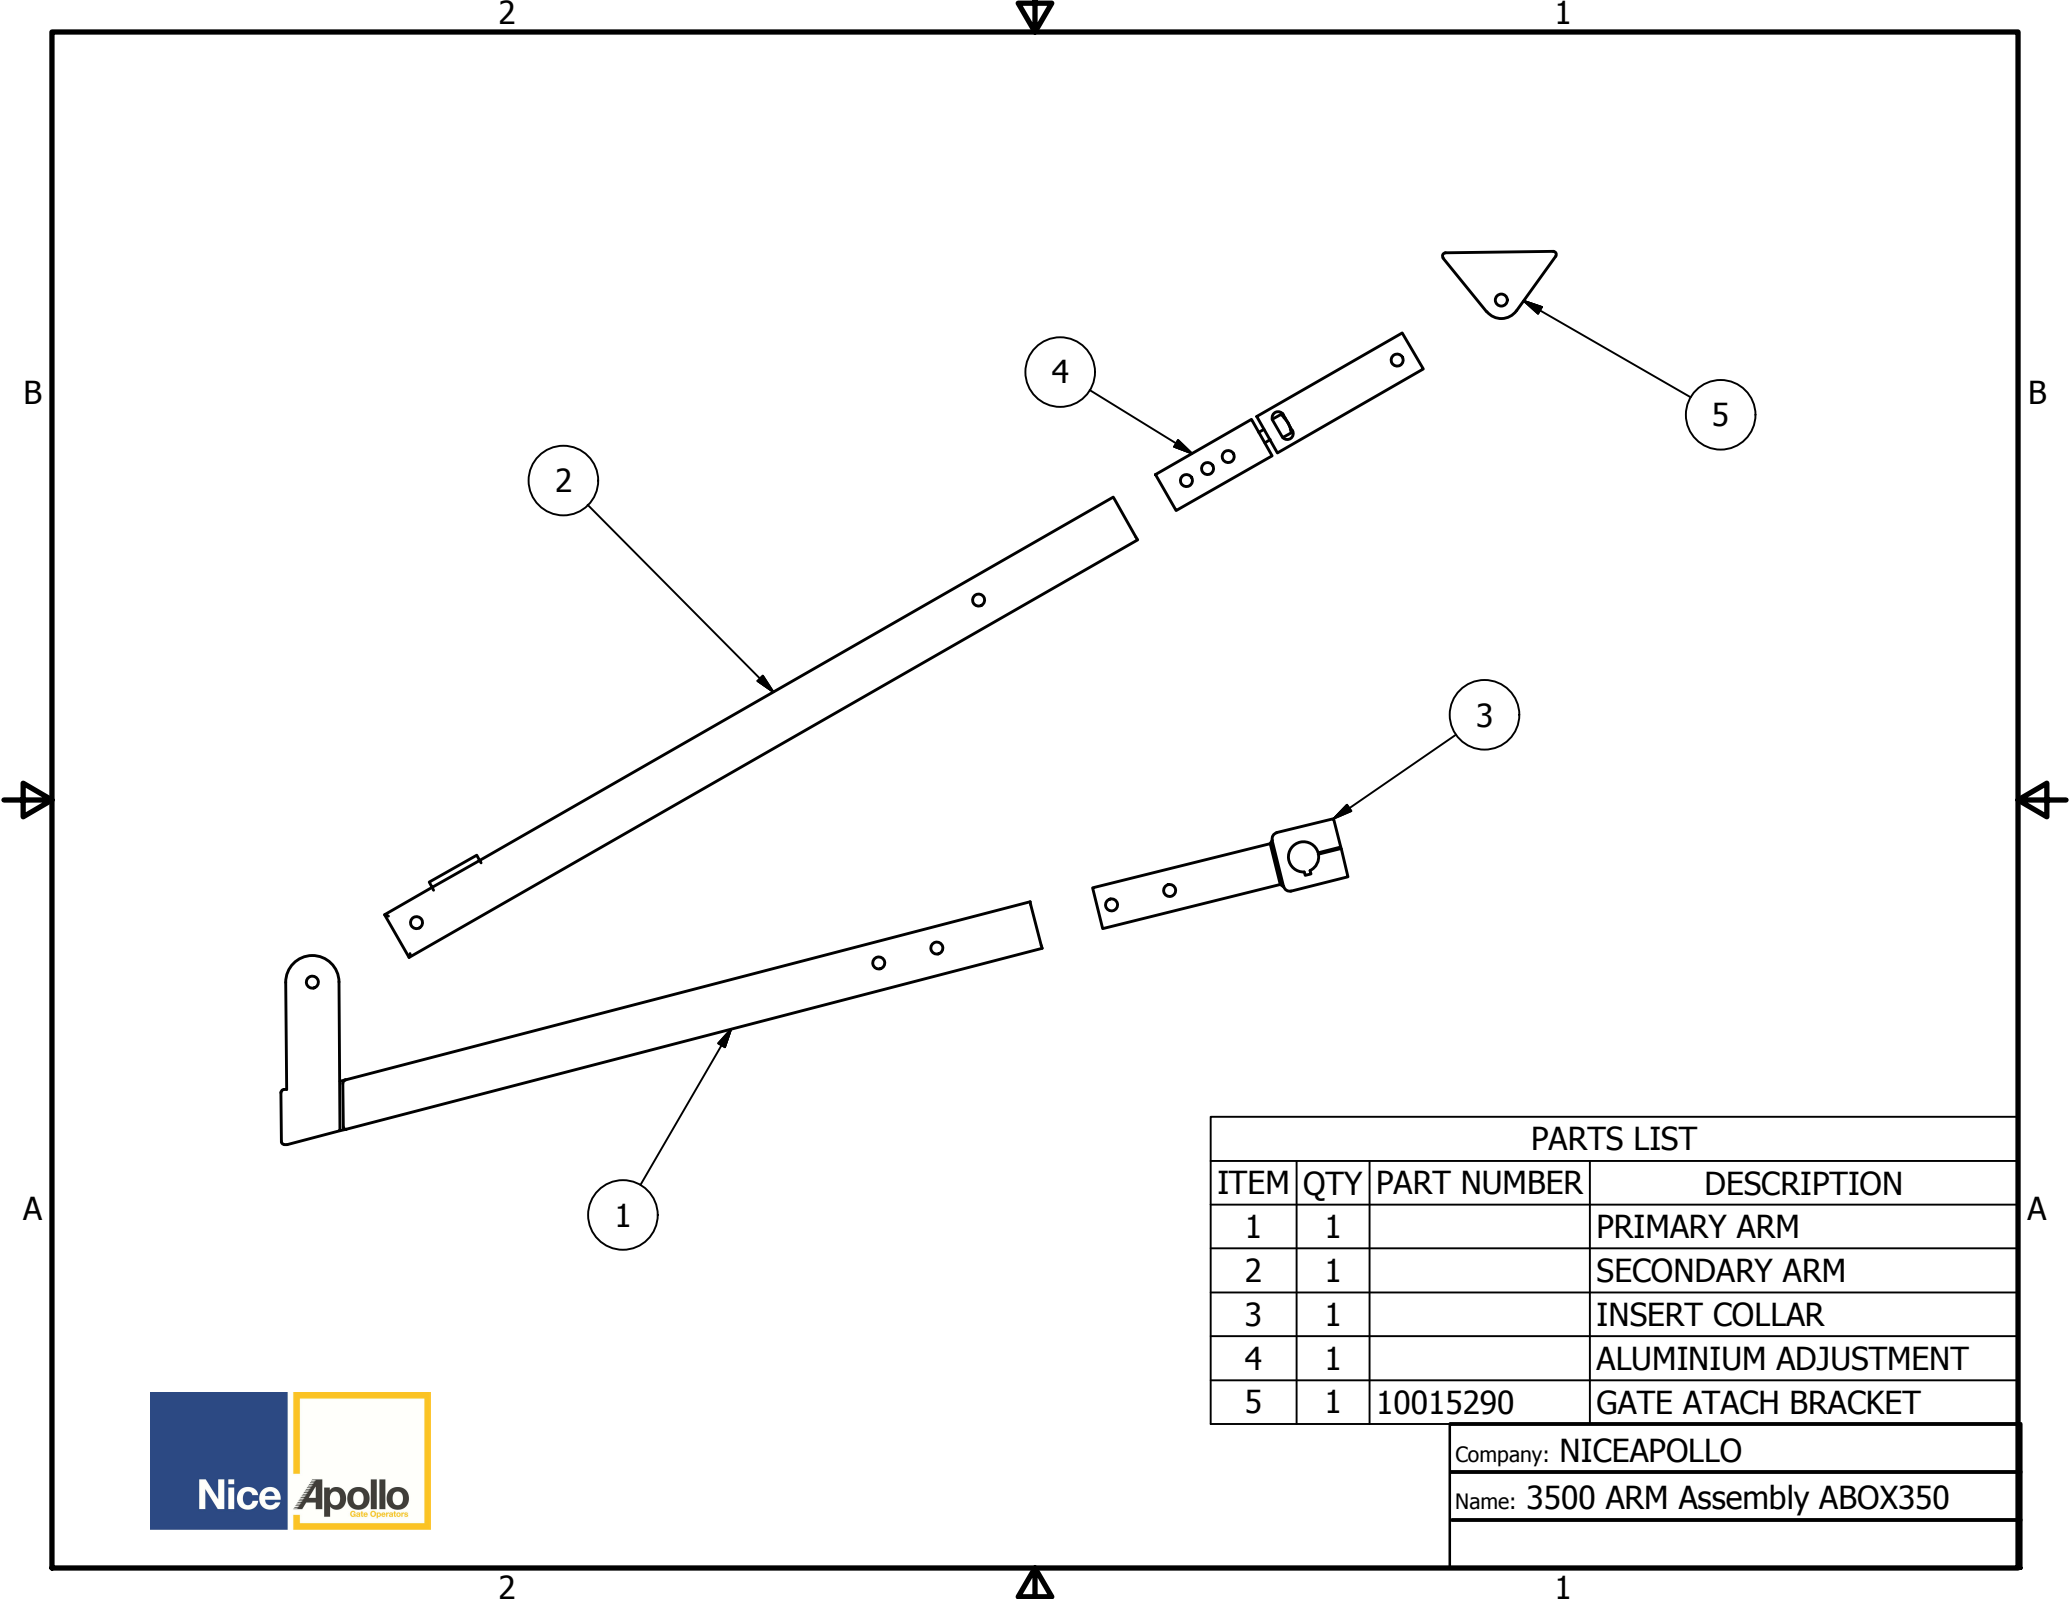 2 1
B B
4
5
2
3
1
A A
PARTS LIST
ITEM QTY PART NUMBER DESCRIPTION
1 1 PRIMARY ARM
2 1 SECONDARY ARM
3 1 INSERT COLLAR
4 1 ALUMINIUM ADJUSTMENT
5 1 10015290 GATE ATACH BRACKET
Company: NICEAPOLLO
Name: 3500 ARM Assembly ABOX350
Nice Apollo
Gate Operators
2 1